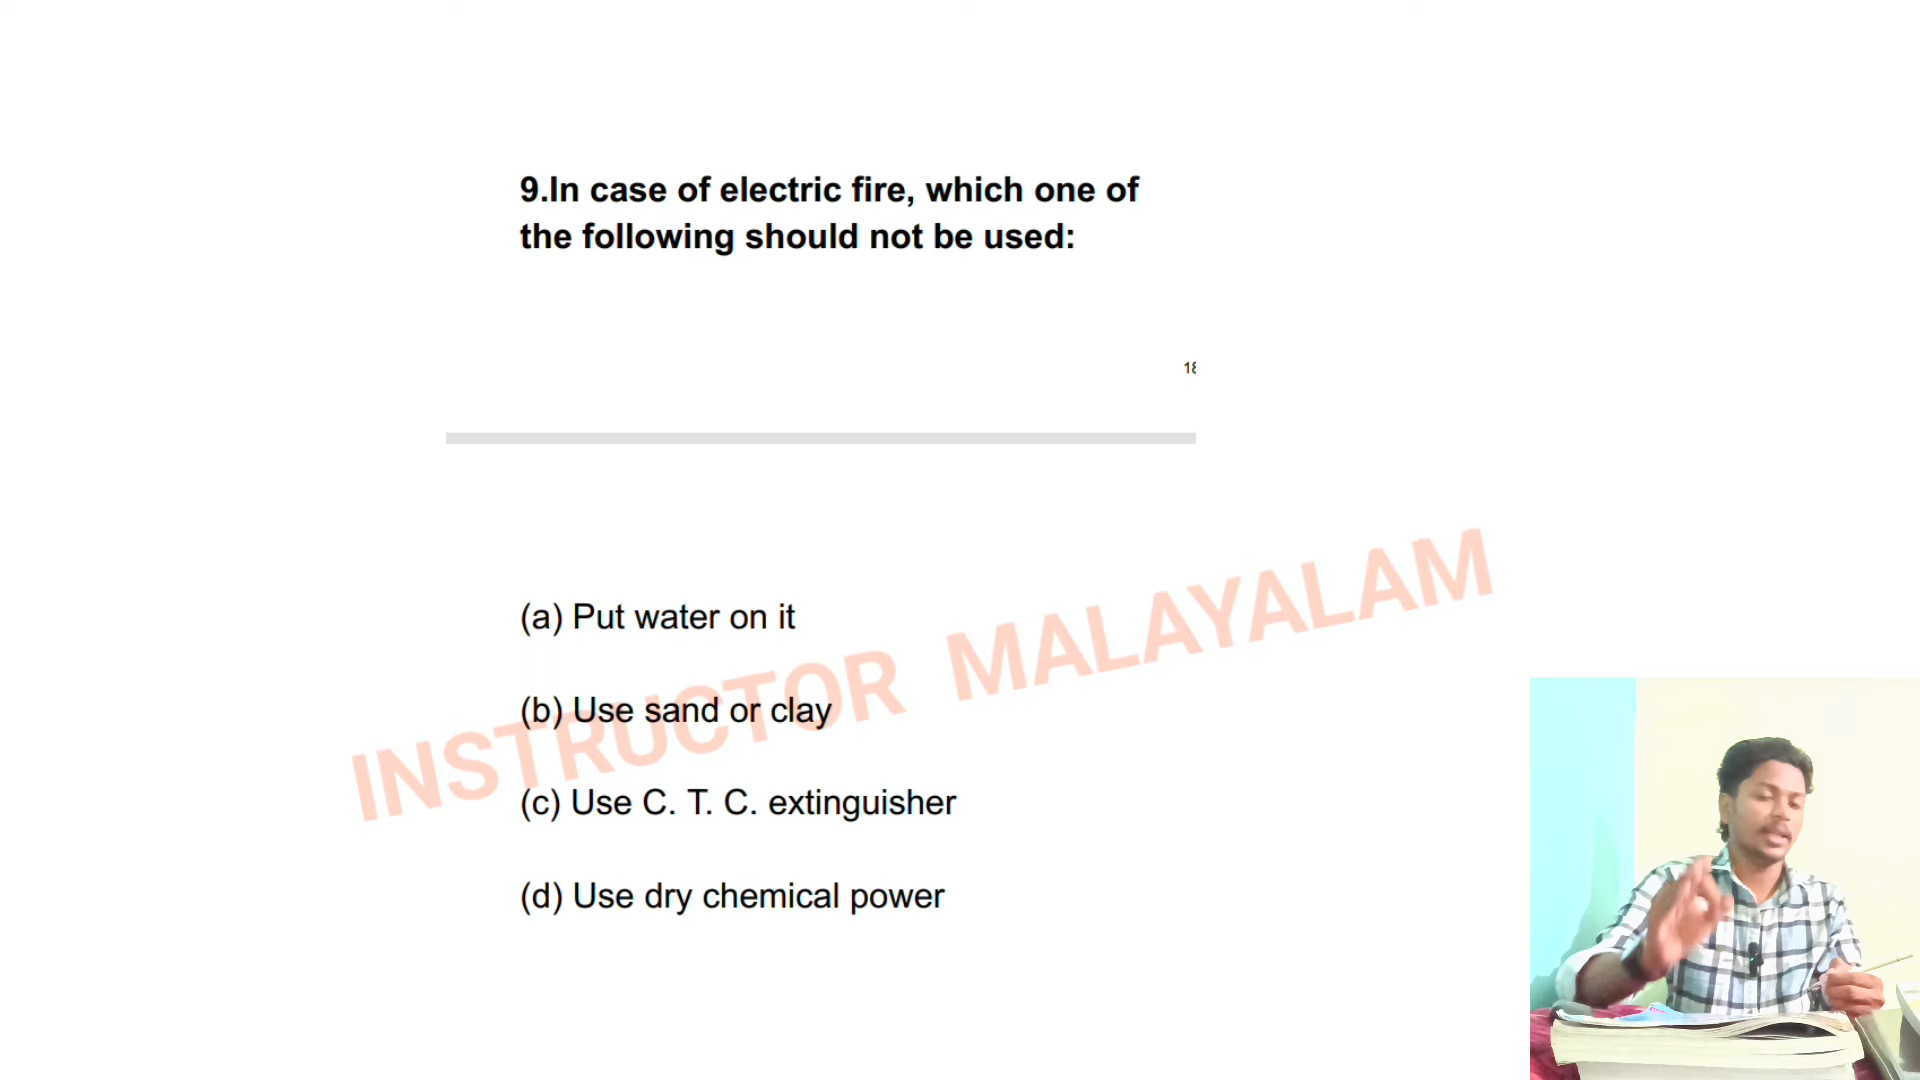 9.In case of electric fire, which one of
the following should not be used:
18
(a) Put water on it
(b) Use sand or clay
(c) Use C. T. C. extinguisher
(d) Use dry chemical power
INSTRUCTOR MALAYALAM